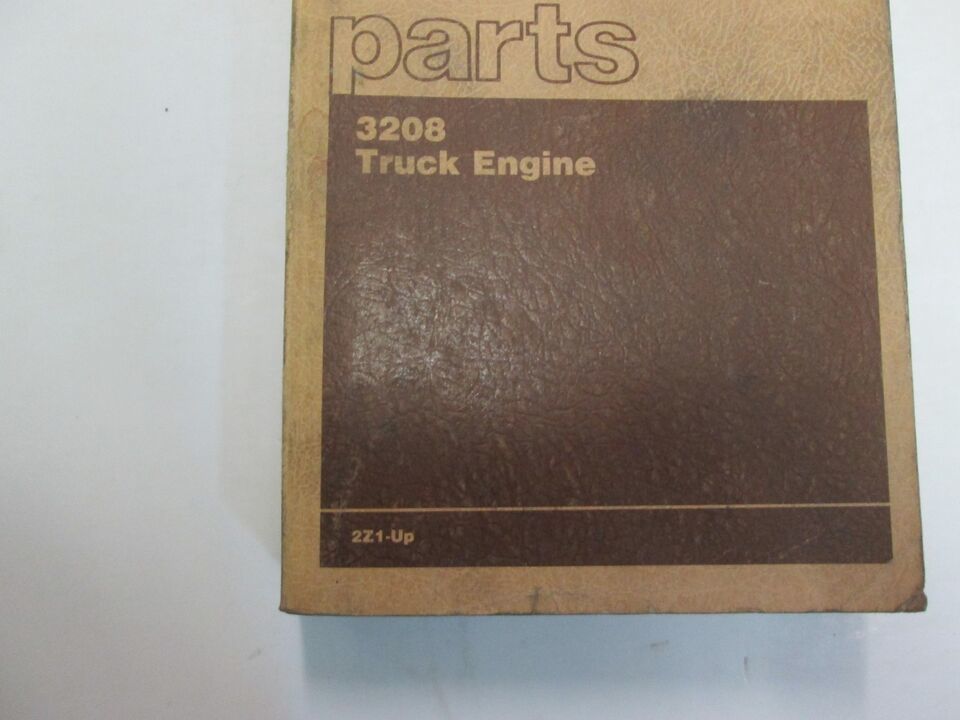 parts
3208
Truck Engine
2Z1-Up